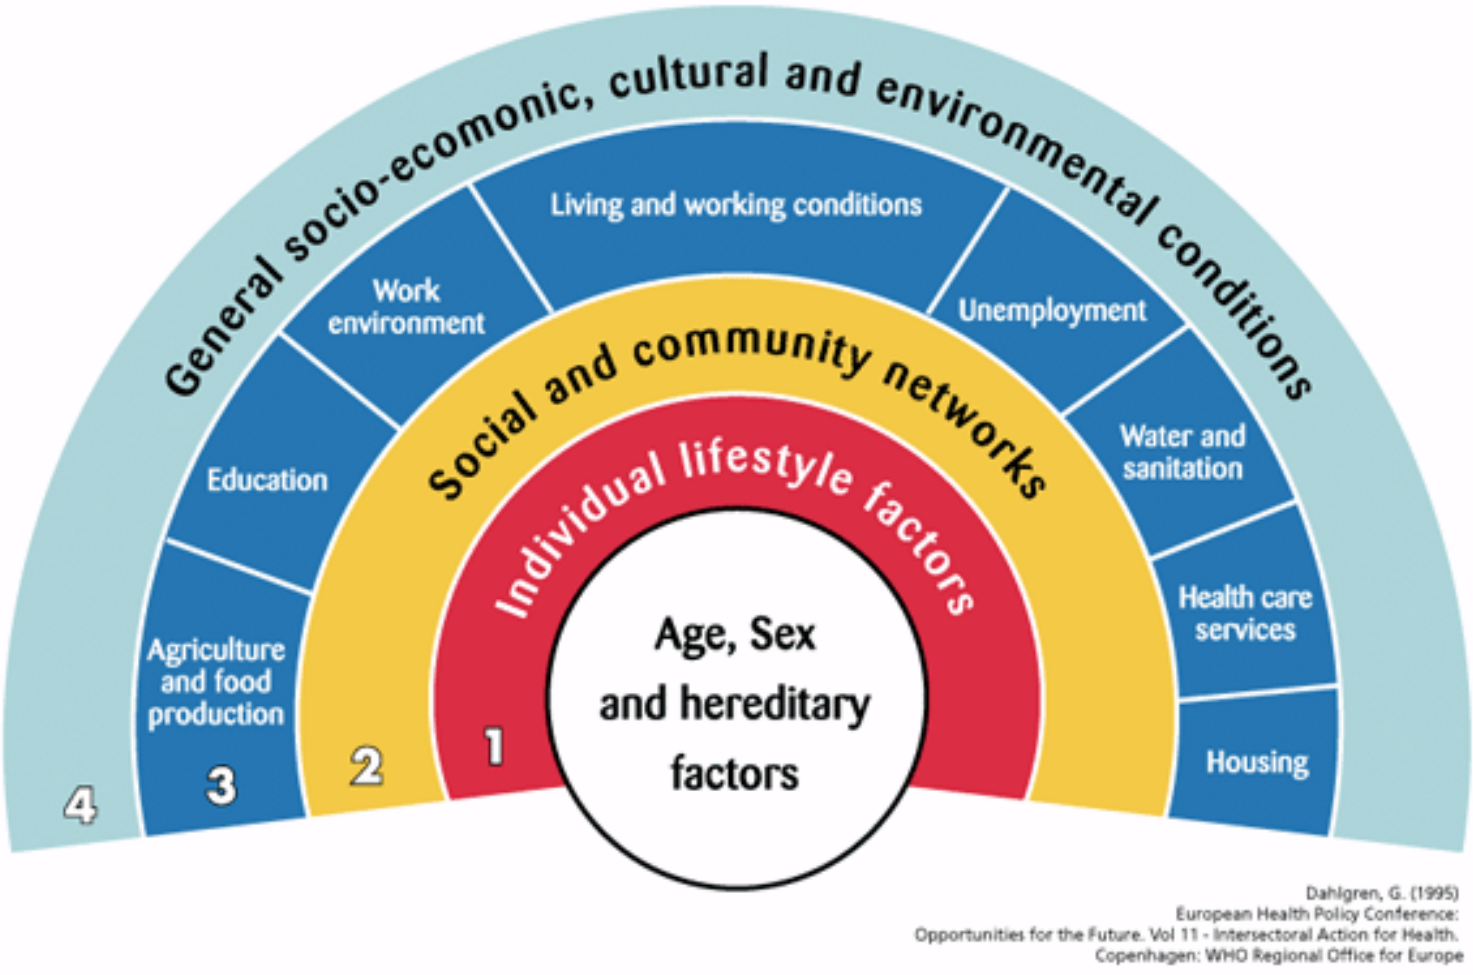 General socio-ecomonic, cultural and environmental conditions
Living and working conditions
Work
environment
Unemployment
Education
Water and
sanitation
Agriculture
and food
production
Health care
services
Housing
Social and community networks
Individual lifestyle factors
Age, Sex
and hereditary
factors
1
2
3
4
Dahlgren, G. (1995)
European Health Policy Conference:
Opportunities for the Future. Vol 11 - Intersectoral Action for Health.
Copenhagen: WHO Regional Office for Europe